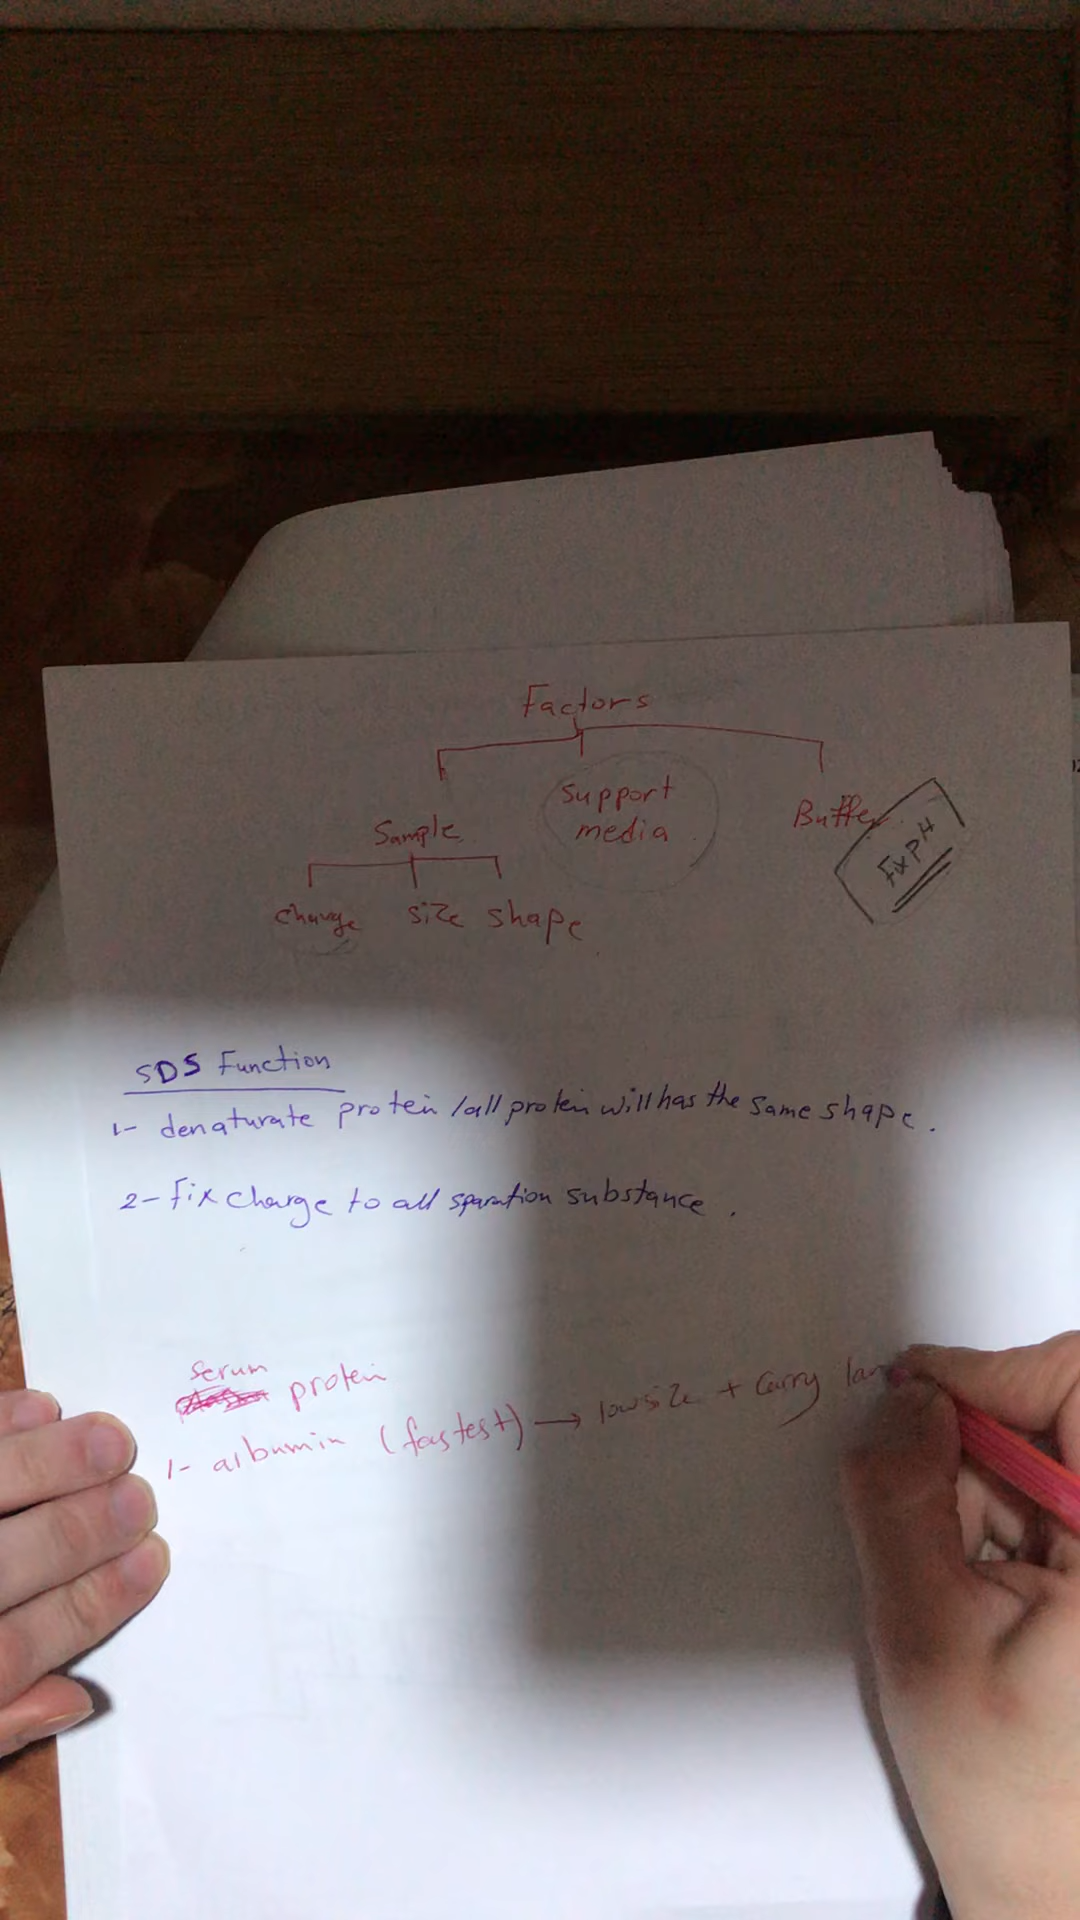 Factors
Sample
support
media
Buffer
Fix pH
charge size shape
SDS Function
1- denaturate protein / all protein will has the same shape.
2- Fix charge to all sparation substance.
serum
protein
1- albumin (fastest) → low size + Carry